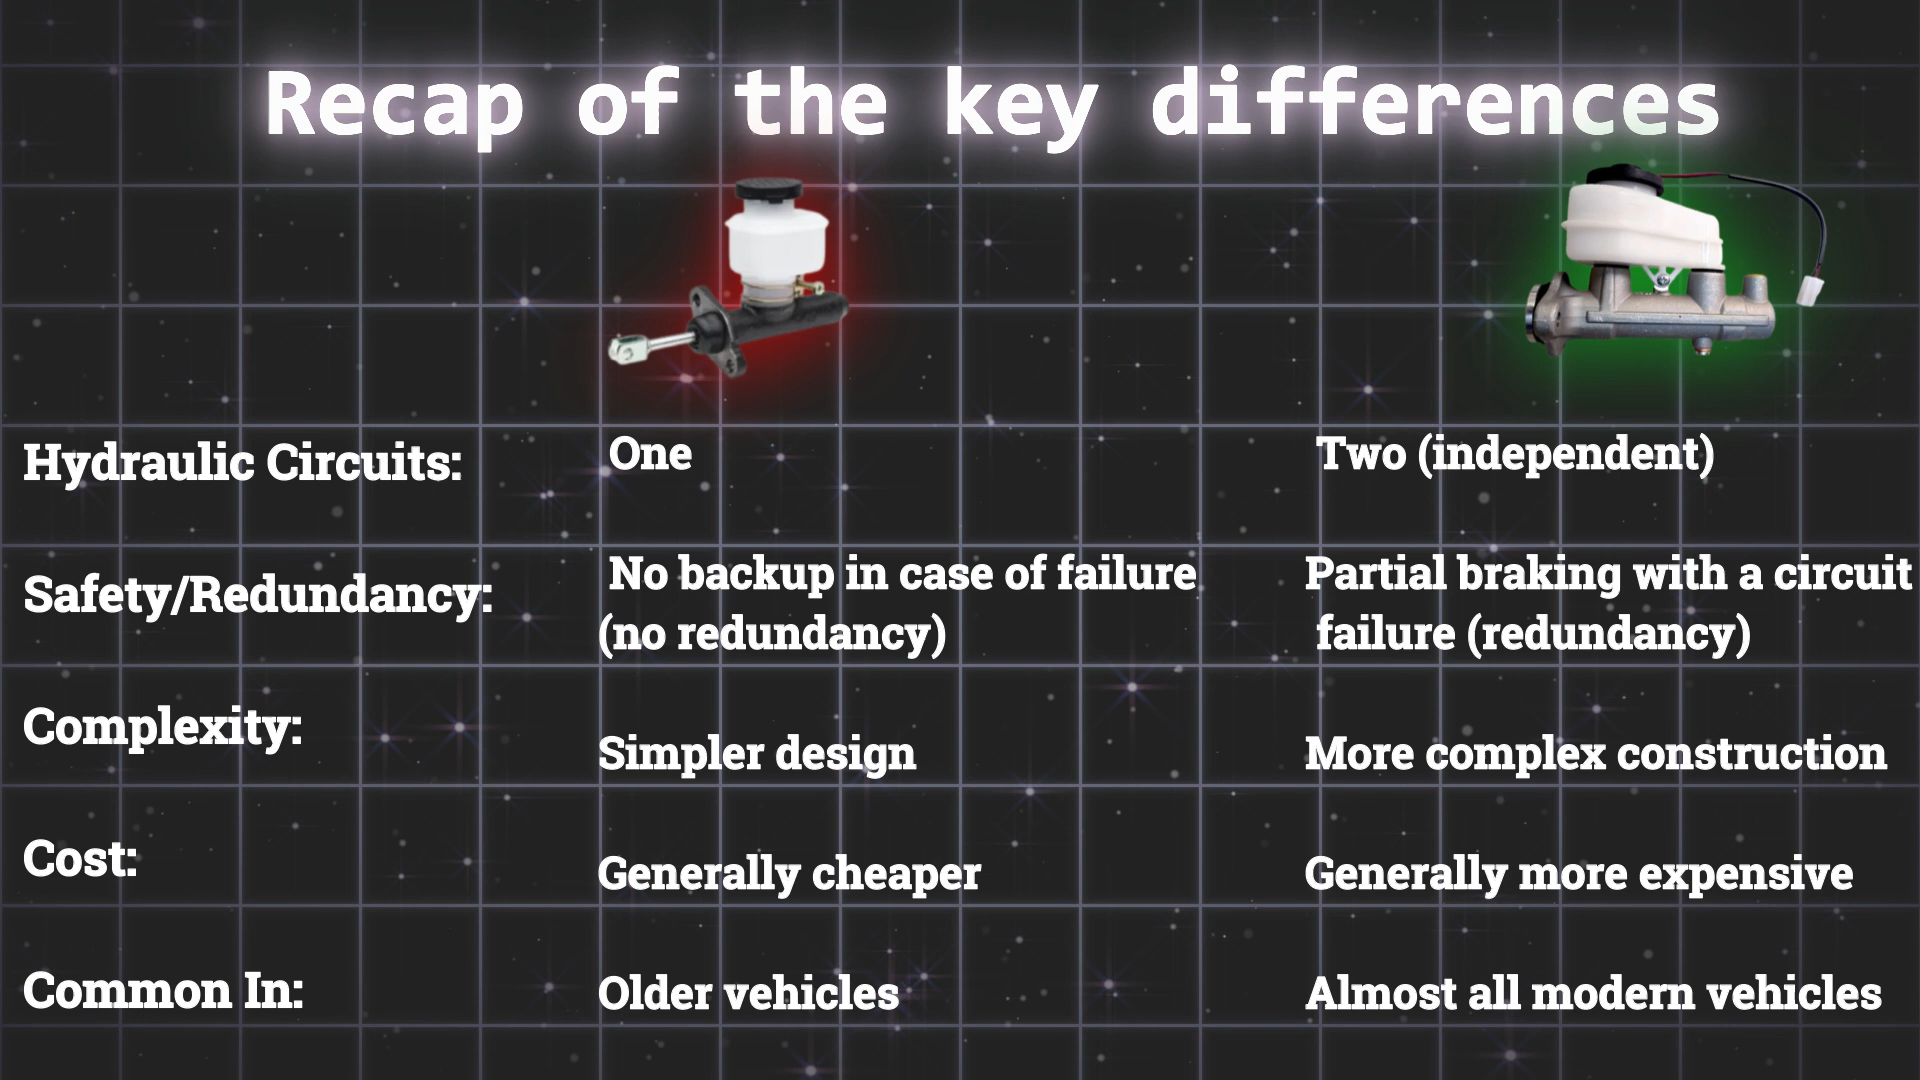 Recap of the key differences
Hydraulic Circuits:
One
Two (independent)
Safety/Redundancy:
No backup in case of failure
(no redundancy)
Partial braking with a circuit
failure (redundancy)
Complexity:
Simpler design
More complex construction
Cost:
Generally cheaper
Generally more expensive
Common In:
Older vehicles
Almost all modern vehicles